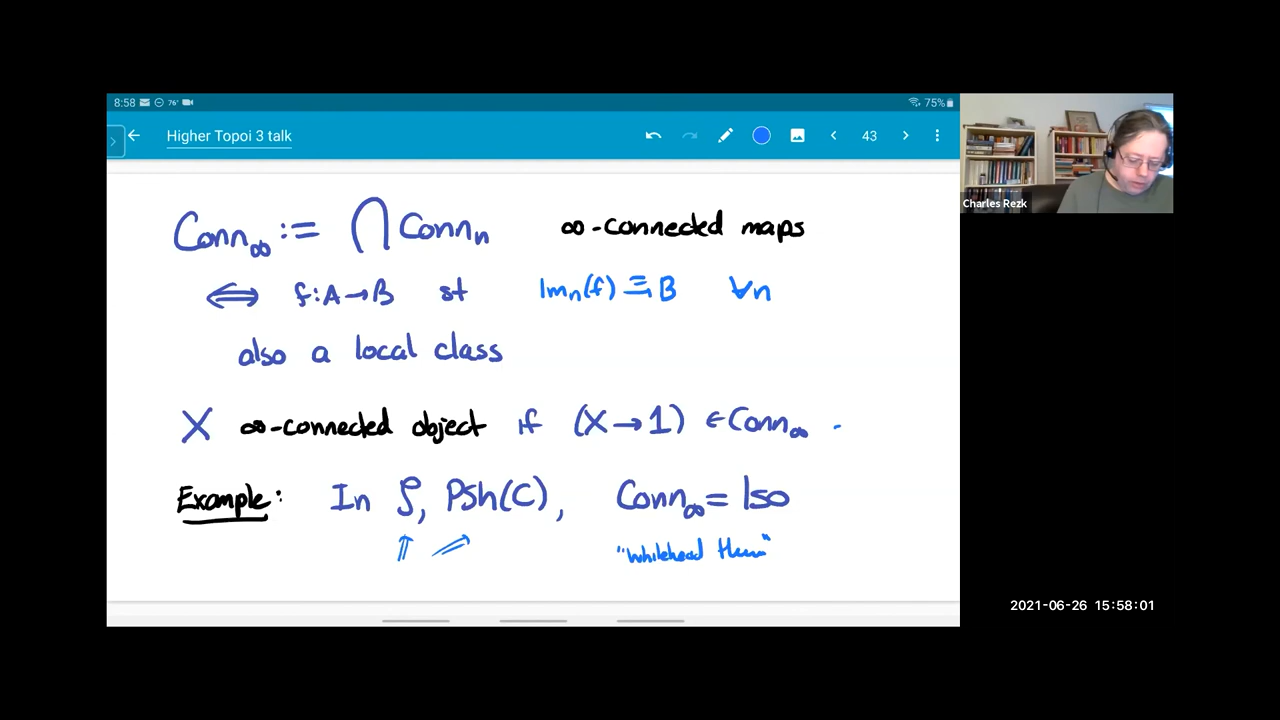 8:58 76° 75%
Higher Topoi 3 talk 43
Conn∞ := ⋂ Connn ∞-connected maps
⟺ f: A → B st Imn(f) ≅ B ∀n
also a local class
X ∞-connected object if (X → 1) ∈ Conn∞ .
Example: In S, PSh(C), Conn∞ = Iso
"Whitehead thm"
Charles Rezk
2021-06-26 15:58:01